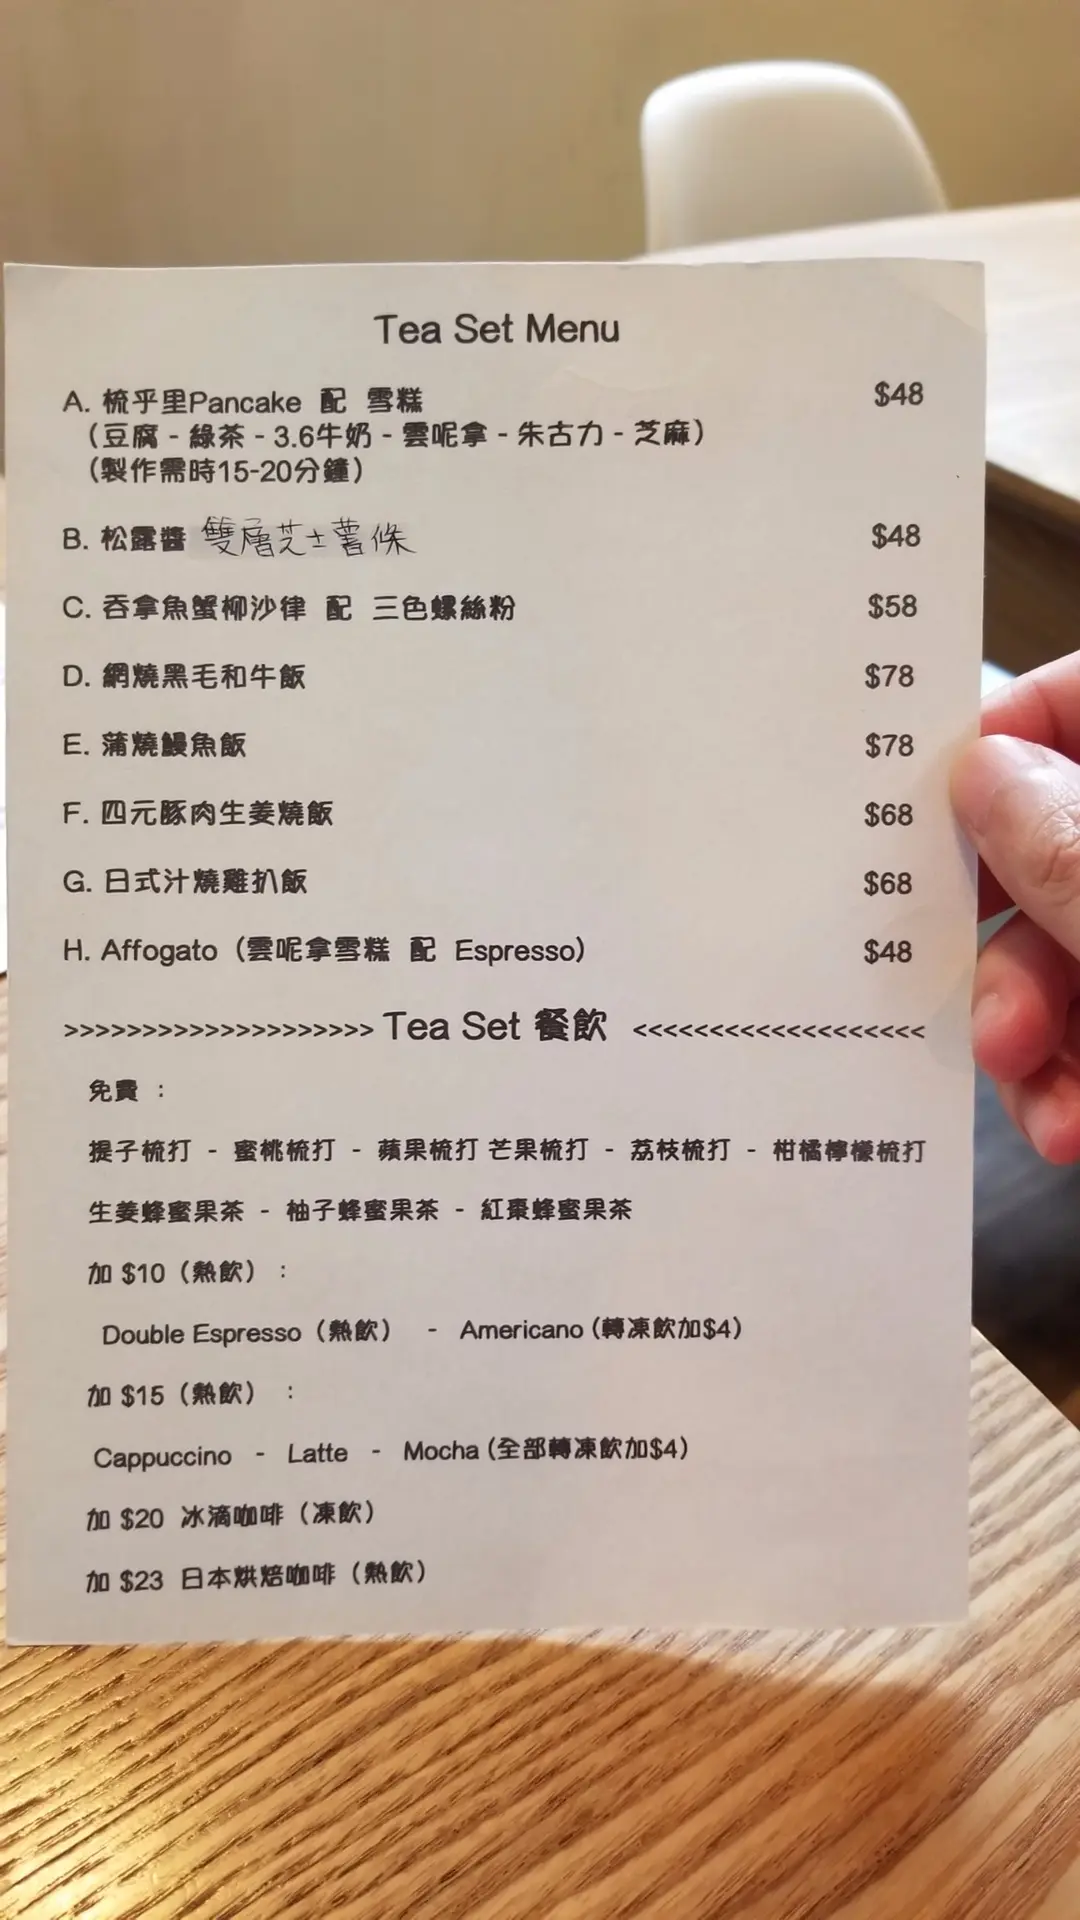 Tea Set Menu
A. 梳乎里Pancake 配 雪糕 $48
（豆腐 - 綠茶 - 3.6牛奶 - 雲呢拿 - 朱古力 - 芝麻）
（製作需時15-20分鐘）
B. 松露醬 雙層芝士薯條 $48
C. 吞拿魚蟹柳沙律 配 三色螺絲粉 $58
D. 網燒黑毛和牛飯 $78
E. 蒲燒鰻魚飯 $78
F. 四元豚肉生姜燒飯 $68
G. 日式汁燒雞扒飯 $68
H. Affogato（雲呢拿雪糕 配 Espresso） $48
>>>>>>>>>>>>>>>>>>>> Tea Set 餐飲 <<<<<<<<<<<<<<<<<<<
免費 ：
提子梳打 - 蜜桃梳打 - 蘋果梳打 芒果梳打 - 荔枝梳打 - 柑橘檸檬梳打
生姜蜂蜜果茶 - 柚子蜂蜜果茶 - 紅棗蜂蜜果茶
加 $10（熱飲）：
Double Espresso（熱飲） - Americano (轉凍飲加$4)
加 $15（熱飲） ：
Cappuccino - Latte - Mocha (全部轉凍飲加$4)
加 $20 冰滴咖啡（凍飲）
加 $23 日本烘焙咖啡（熱飲）